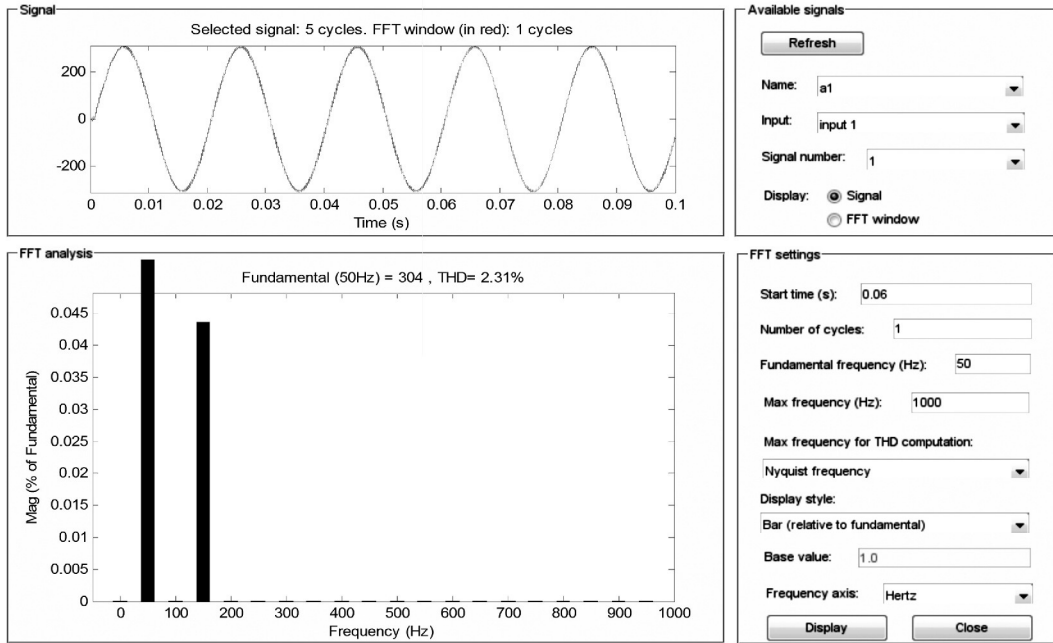 Signal
Selected signal: 5 cycles. FFT window (in red): 1 cycles
200
0
-200
0 0.01 0.02 0.03 0.04 0.05 0.06 0.07 0.08 0.09 0.1
Time (s)
Available signals
Refresh
Name: a1
Input: input 1
Signal number: 1
Display: Signal
FFT window
FFT analysis
Fundamental (50Hz) = 304 , THD= 2.31%
Mag (% of Fundamental)
0.045
0.04
0.035
0.03
0.025
0.02
0.015
0.01
0.005
0
0 100 200 300 400 500 600 700 800 900 1000
Frequency (Hz)
FFT settings
Start time (s): 0.06
Number of cycles: 1
Fundamental frequency (Hz): 50
Max frequency (Hz): 1000
Max frequency for THD computation:
Nyquist frequency
Display style:
Bar (relative to fundamental)
Base value: 1.0
Frequency axis: Hertz
Display Close